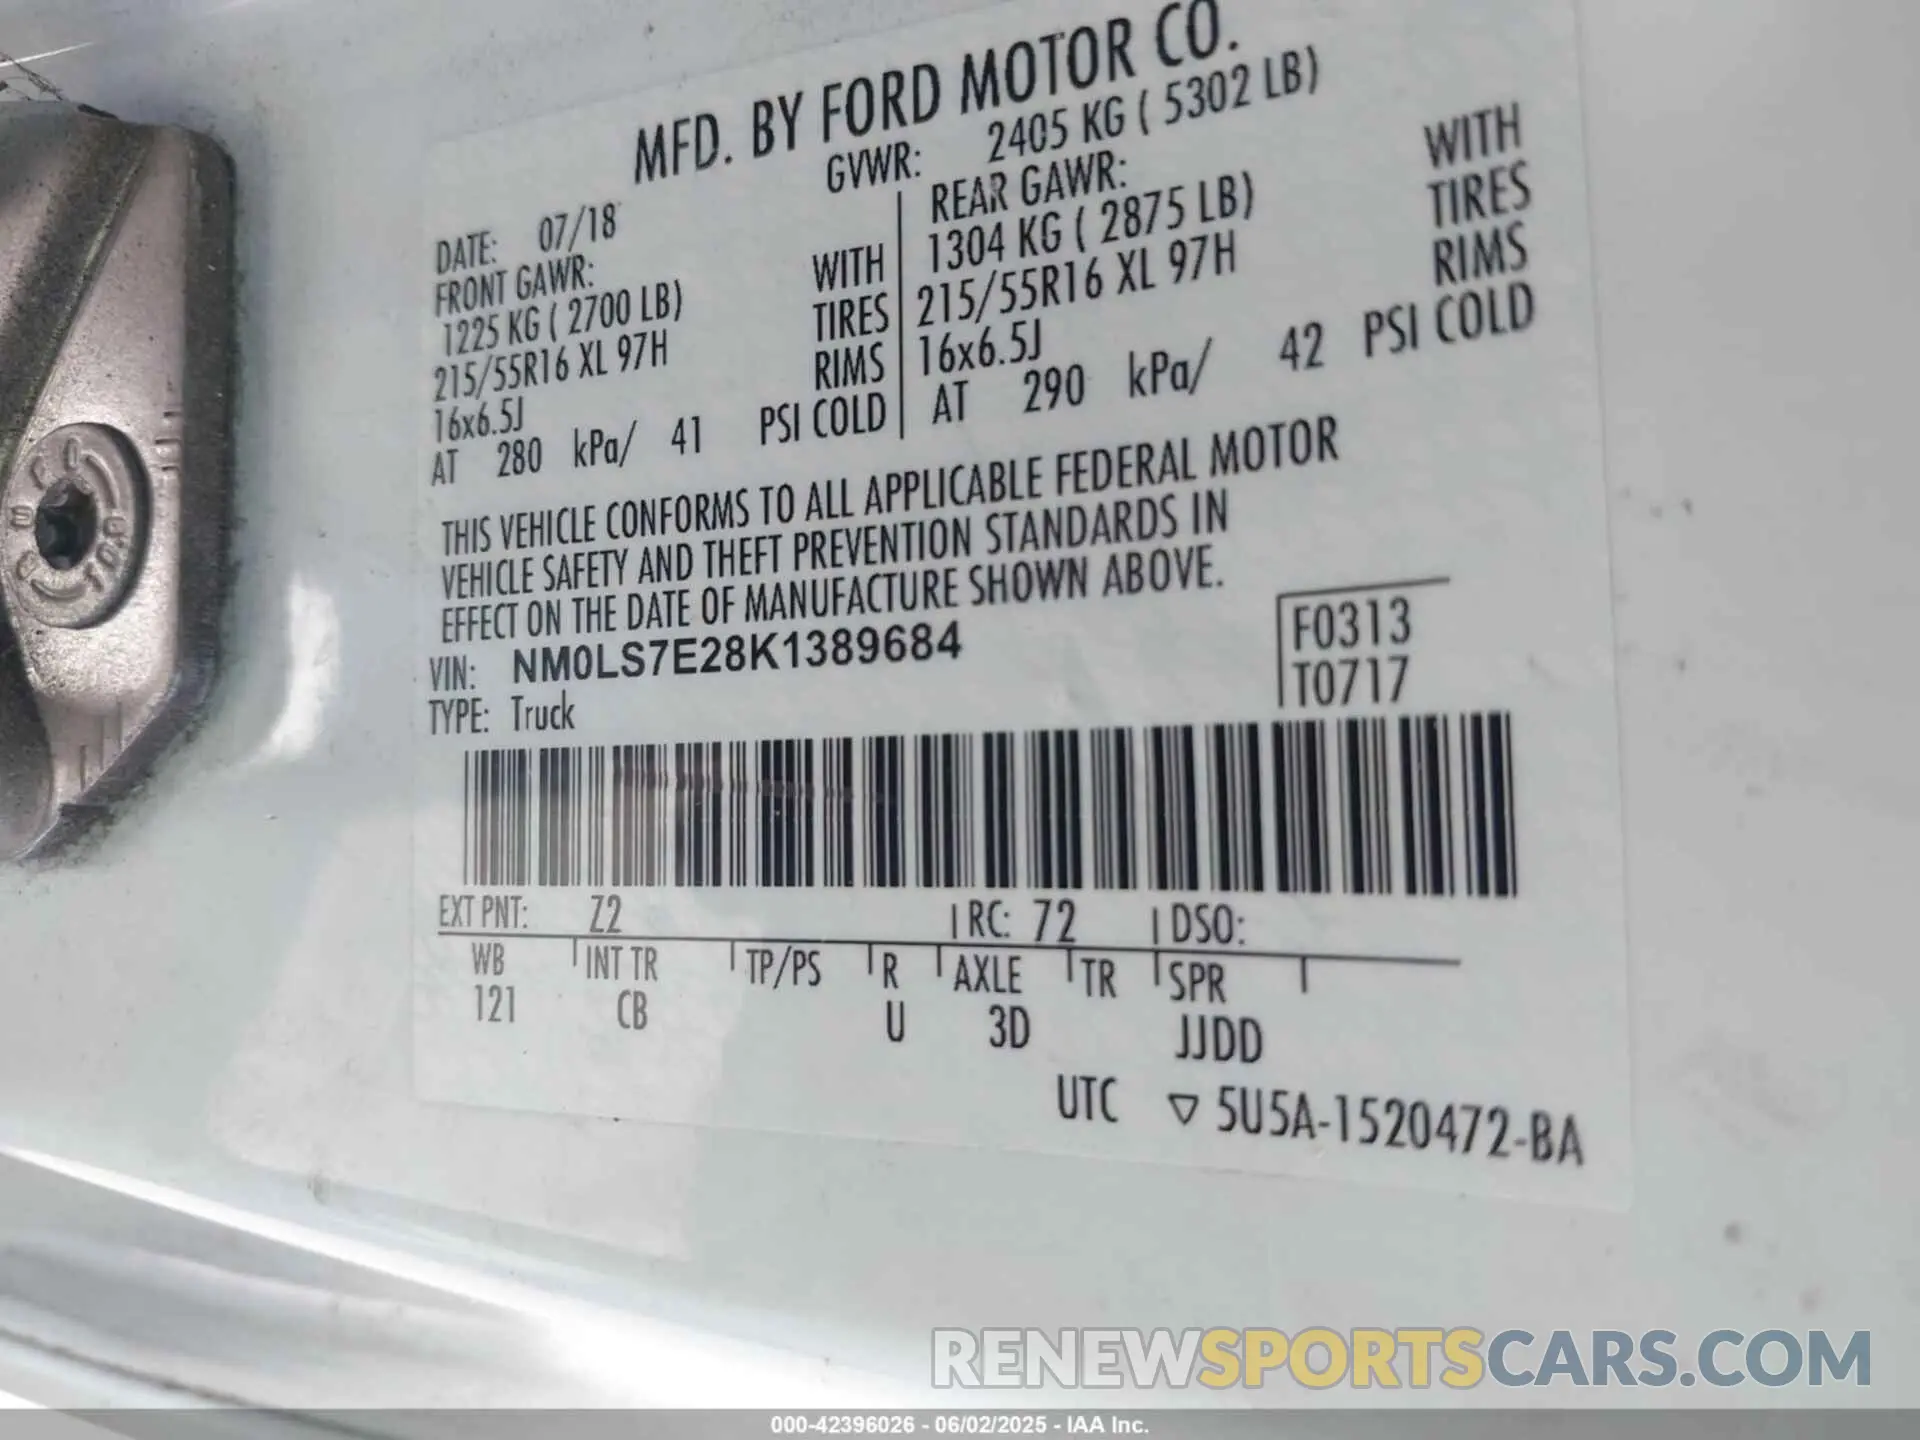 MFD. BY FORD MOTOR CO.
GVWR: 2405 KG ( 5302 LB)
DATE: 07/18
FRONT GAWR:
1225 KG ( 2700 LB) WITH
215/55R16 XL 97H TIRES
16x6.5J RIMS
AT 280 kPa/ 41 PSI COLD
REAR GAWR:
1304 KG ( 2875 LB) WITH
215/55R16 XL 97H TIRES
16x6.5J RIMS
AT 290 kPa/ 42 PSI COLD
THIS VEHICLE CONFORMS TO ALL APPLICABLE FEDERAL MOTOR
VEHICLE SAFETY AND THEFT PREVENTION STANDARDS IN
EFFECT ON THE DATE OF MANUFACTURE SHOWN ABOVE.
VIN: NM0LS7E28K1389684
TYPE: Truck
F0313
T0717
EXT PNT: Z2 RC: 72 DSO:
WB INT TR TP/PS R AXLE TR SPR
121 CB U 3D JJDD
UTC ▽ 5U5A-1520472-BA
RENEWSPORTSCARS.COM
000-42396026 - 06/02/2025 - IAA Inc.